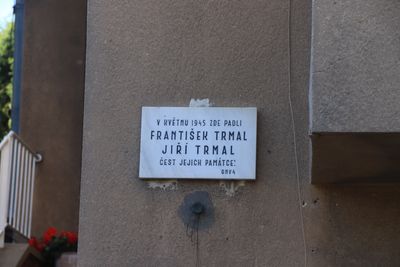 V KVĚTNU 1945 ZDE PADLI
FRANTIŠEK TRMAL
JIŘÍ TRMAL
ČEST JEJICH PAMÁTCE!
ONV4